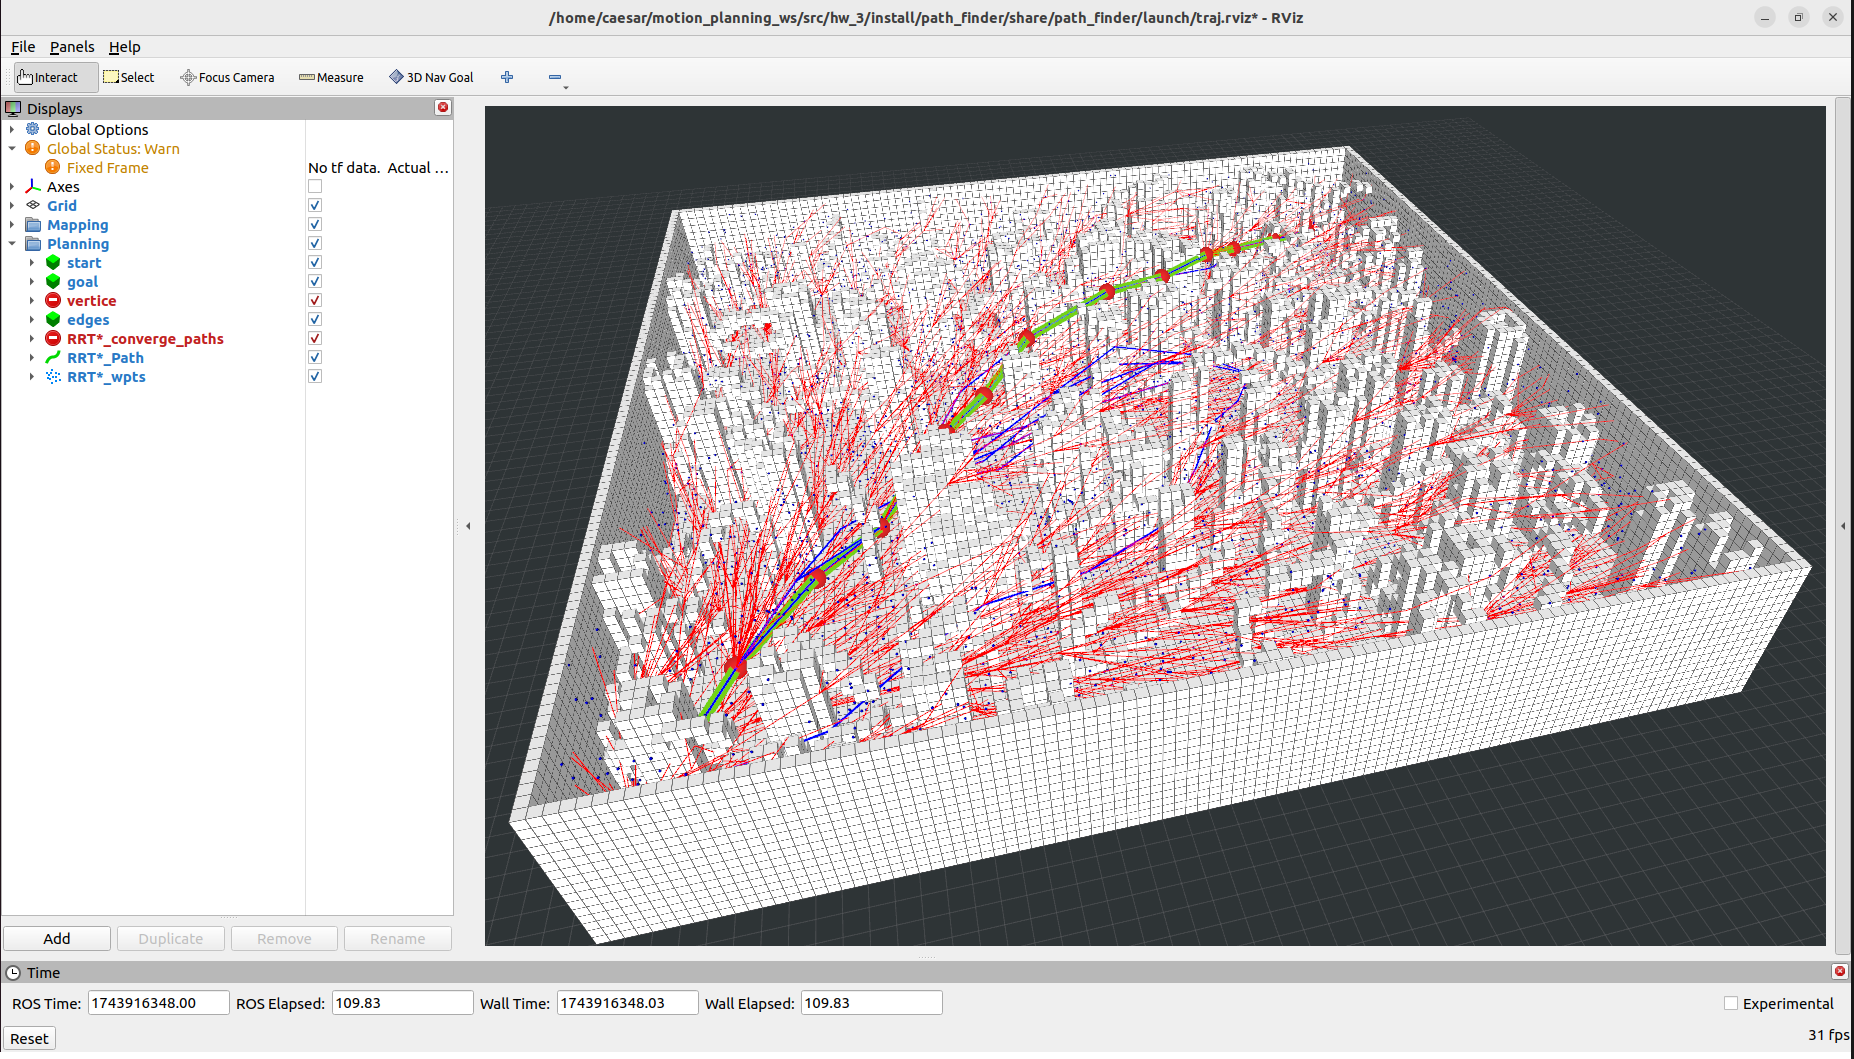 /home/caesar/motion_planning_ws/src/hw_3/install/path_finder/share/path_finder/launch/traj.rviz* - RViz
File Panels Help
Interact Select Focus Camera Measure 3D Nav Goal
Displays
Global Options
Global Status: Warn
Fixed Frame No tf data. Actual ...
Axes
Grid
Mapping
Planning
start
goal
vertice
edges
RRT*_converge_paths
RRT*_Path
RRT*_wpts
Add Duplicate Remove Rename
Time
ROS Time: 1743916348.00 ROS Elapsed: 109.83 Wall Time: 1743916348.03 Wall Elapsed: 109.83 Experimental
Reset 31 fps